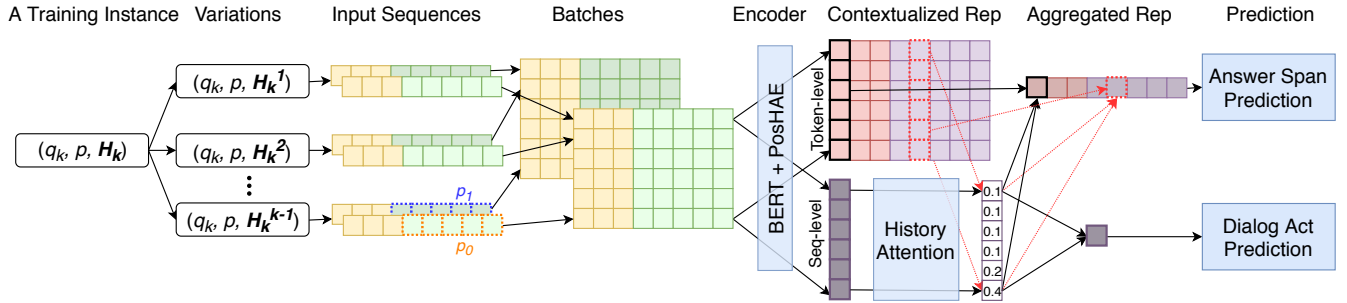 A Training Instance
Variations
Input Sequences
Batches
Encoder
Contextualized Rep
Aggregated Rep
Prediction
(qk, p, Hk)
(qk, p, Hk1)
(qk, p, Hk2)
...
(qk, p, Hkk-1)
p1
p0
BERT + PosHAE
Token-level
Seq-level
History
Attention
0.1
0.1
0.1
0.1
0.2
0.4
Answer Span
Prediction
Dialog Act
Prediction